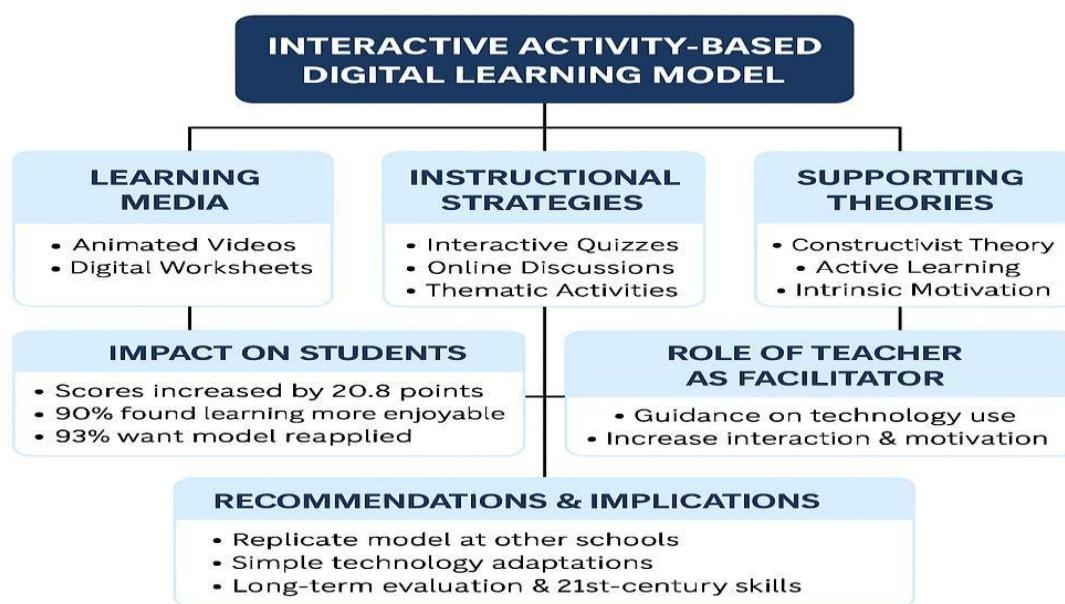 INTERACTIVE ACTIVITY-BASED
DIGITAL LEARNING MODEL
LEARNING
MEDIA
• Animated Videos
• Digital Worksheets
INSTRUCTIONAL
STRATEGIES
• Interactive Quizzes
• Online Discussions
• Thematic Activities
SUPPORTTING
THEORIES
• Constructivist Theory
• Active Learning
• Intrinsic Motivation
IMPACT ON STUDENTS
• Scores increased by 20.8 points
• 90% found learning more enjoyable
• 93% want model reapplied
ROLE OF TEACHER
AS FACILITATOR
• Guidance on technology use
• Increase interaction & motivation
RECOMMENDATIONS & IMPLICATIONS
• Replicate model at other schools
• Simple technology adaptations
• Long-term evaluation & 21st-century skills